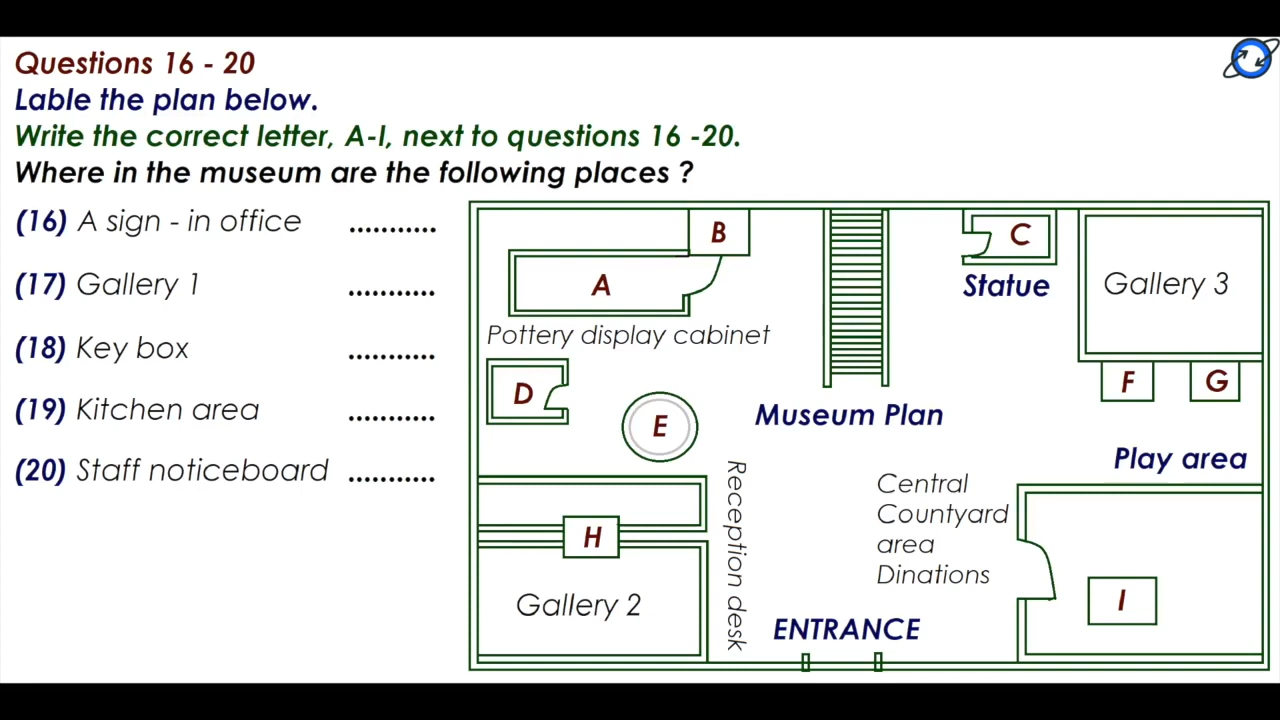 Questions 16 - 20
Lable the plan below.
Write the correct letter, A-I, next to questions 16 -20.
Where in the museum are the following places ?
(16) A sign - in office ...........
(17) Gallery 1 ...........
(18) Key box ...........
(19) Kitchen area ...........
(20) Staff noticeboard ...........
B
C
A
Statue
Gallery 3
Pottery display cabinet
D
F
G
E
Museum Plan
Play area
Reception desk
Central
Countyard
area
Dinations
H
Gallery 2
I
ENTRANCE